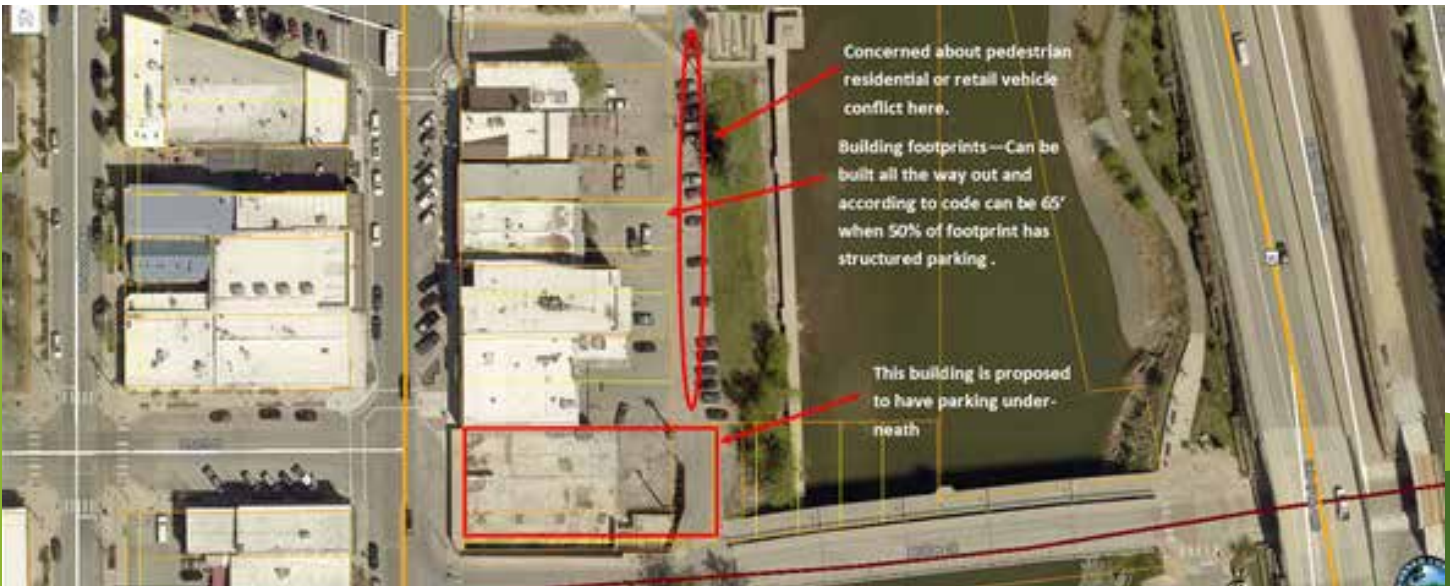 Concerned about pedestrian
residential or retail vehicle
conflict here.
Building footprints—Can be
built all the way out and
according to code can be 65'
when 50% of footprint has
structured parking .
This building is proposed
to have parking under-
neath